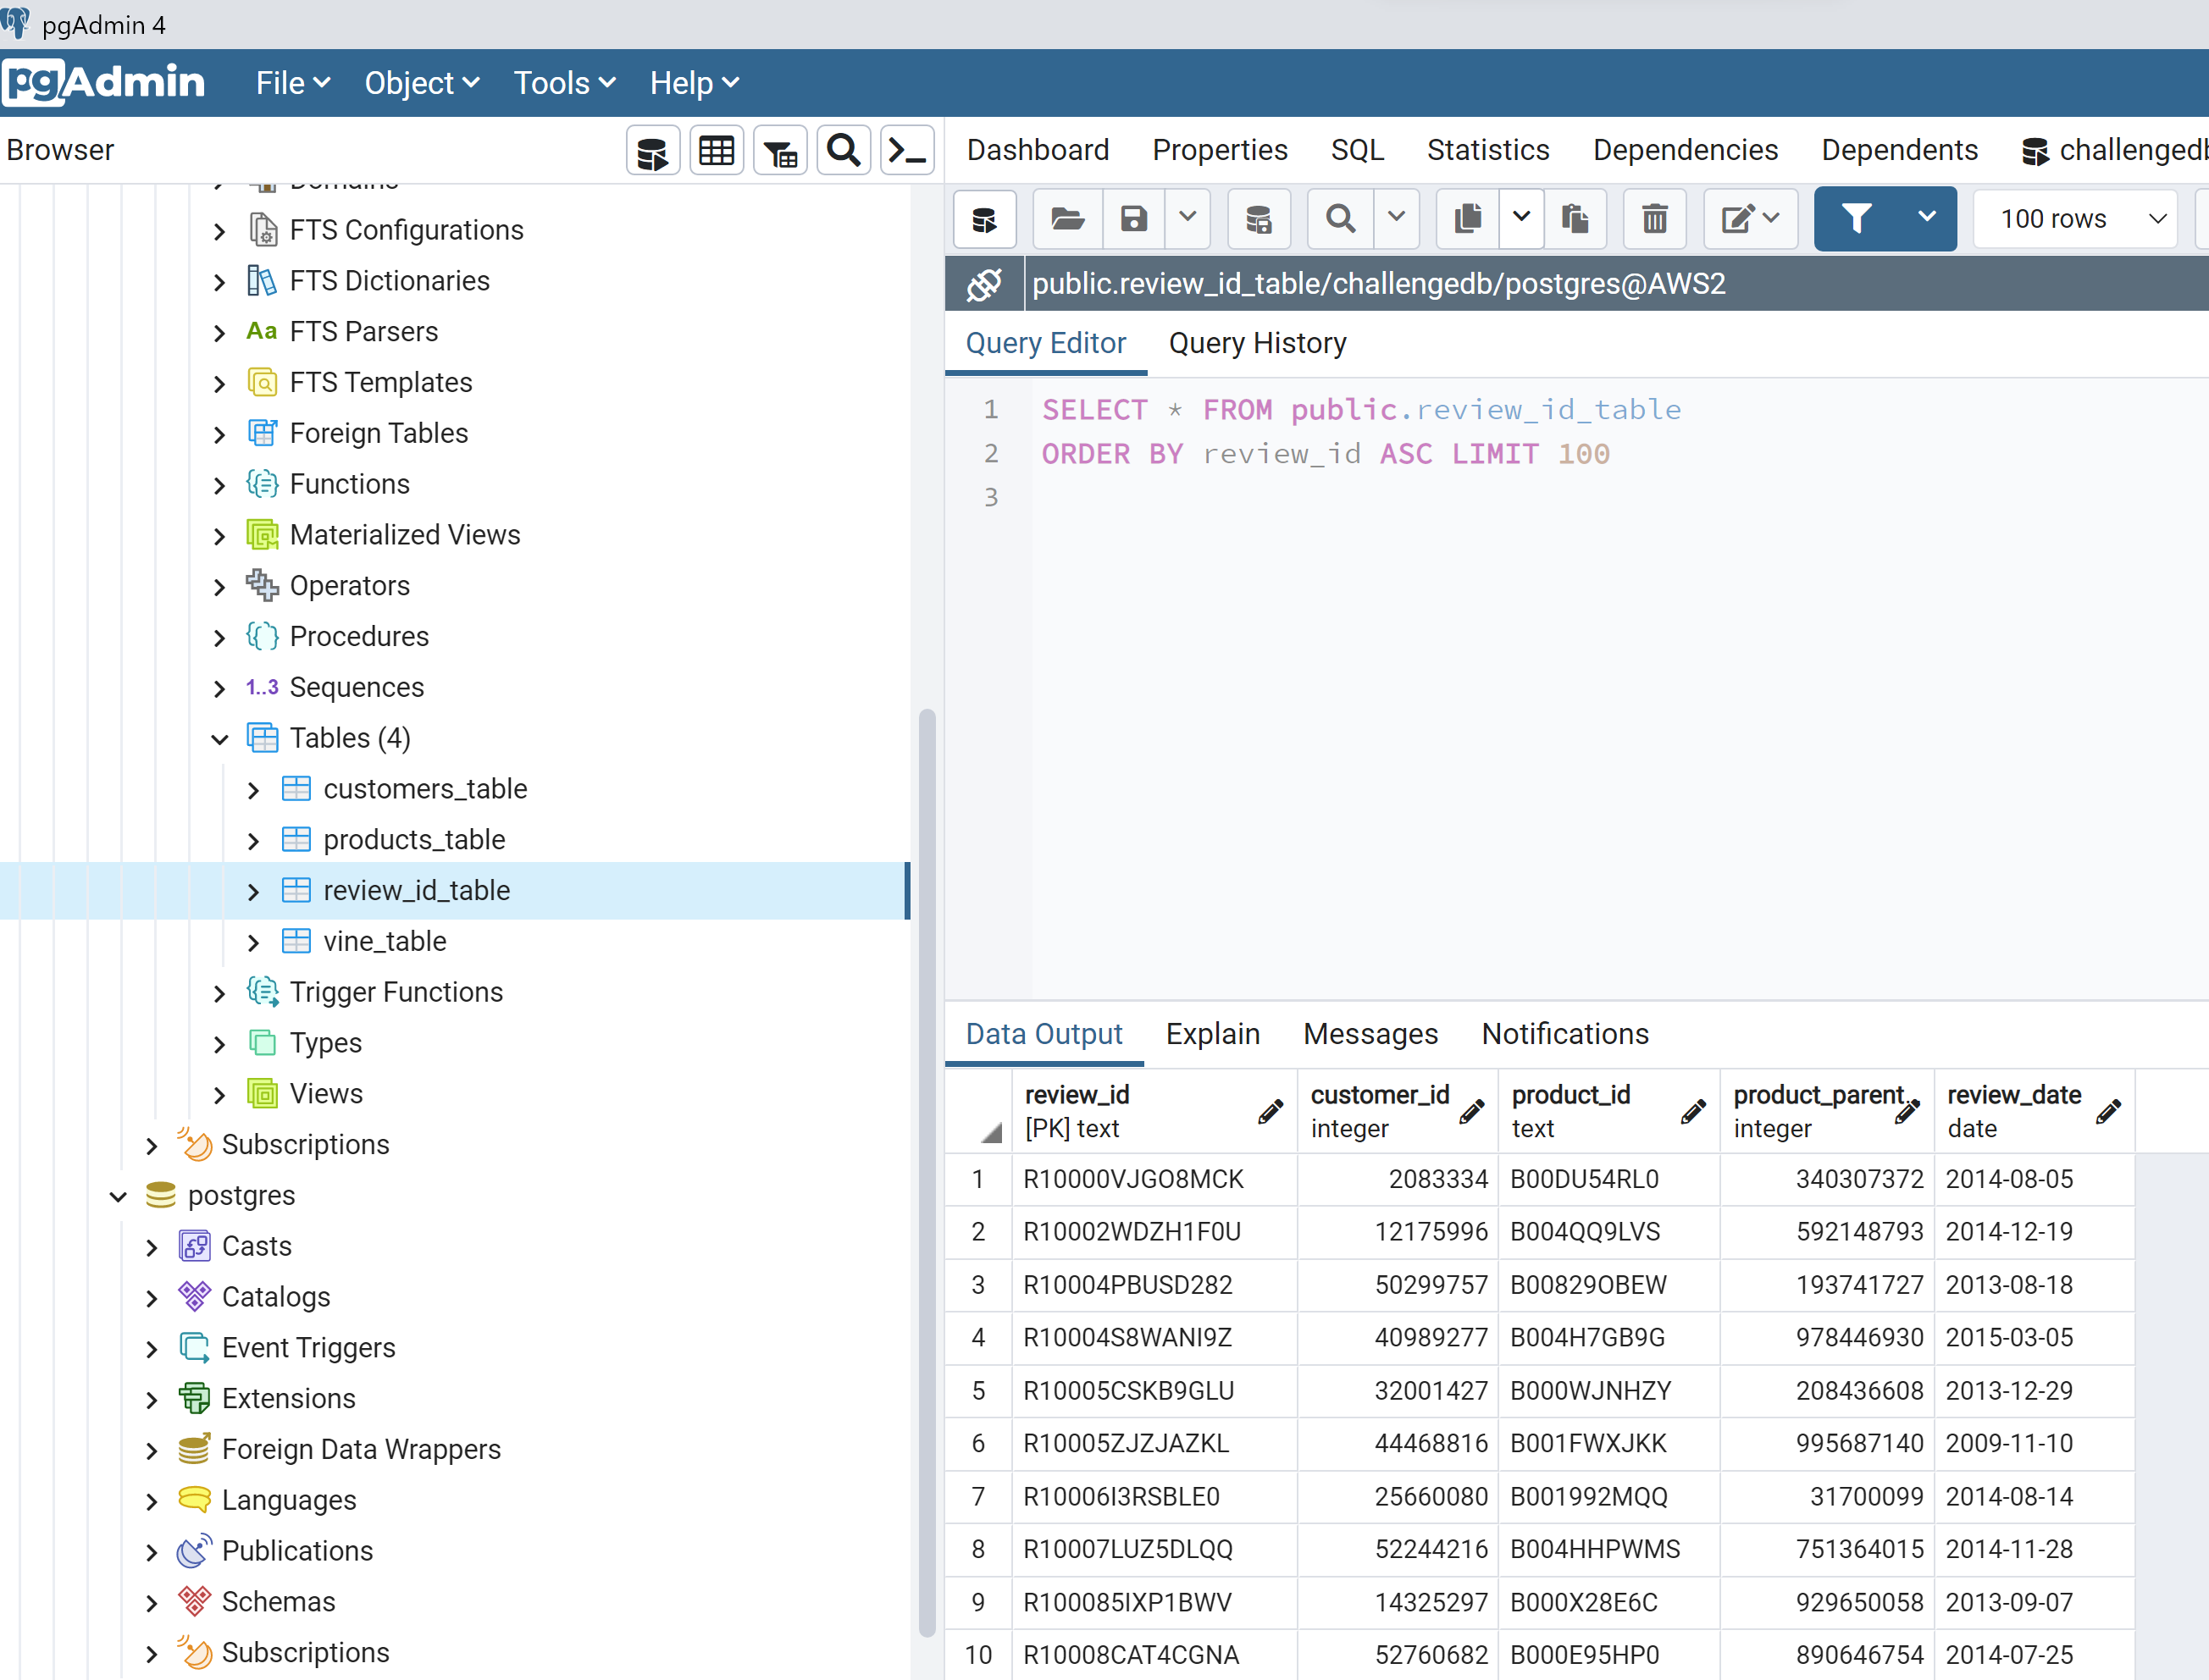 pgAdmin 4
pgAdmin File Object Tools Help
Browser
Dashboard Properties SQL Statistics Dependencies Dependents
Domains
FTS Configurations
FTS Dictionaries
Aa FTS Parsers
FTS Templates
Foreign Tables
Functions
Materialized Views
Operators
Procedures
1..3 Sequences
Tables (4)
customers_table
products_table
review_id_table
vine_table
Trigger Functions
Types
Views
Subscriptions
postgres
Casts
Catalogs
Event Triggers
Extensions
Foreign Data Wrappers
Languages
Publications
Schemas
Subscriptions
100 rows
public.review_id_table/challengedb/postgres@AWS2
Query Editor Query History
1 SELECT * FROM public.review_id_table
2 ORDER BY review_id ASC LIMIT 100
3
Data Output Explain Messages Notifications
review_id customer_id product_id product_parent review_date
[PK] text integer text integer date
1 R10000VJGO8MCK 2083334 B00DU54RL0 340307372 2014-08-05
2 R10002WDZH1F0U 12175996 B004QQ9LVS 592148793 2014-12-19
3 R10004PBUSD282 50299757 B00829OBEW 193741727 2013-08-18
4 R10004S8WANI9Z 40989277 B004H7GB9G 978446930 2015-03-05
5 R10005CSKB9GLU 32001427 B000WJNHZY 208436608 2013-12-29
6 R10005ZJZJAZKL 44468816 B001FWXJKK 995687140 2009-11-10
7 R10006I3RSBLE0 25660080 B001992MQQ 31700099 2014-08-14
8 R10007LUZ5DLQQ 52244216 B004HHPWMS 751364015 2014-11-28
9 R100085IXP1BWV 14325297 B000X28E6C 929650058 2013-09-07
10 R10008CAT4CGNA 52760682 B000E95HP0 890646754 2014-07-25